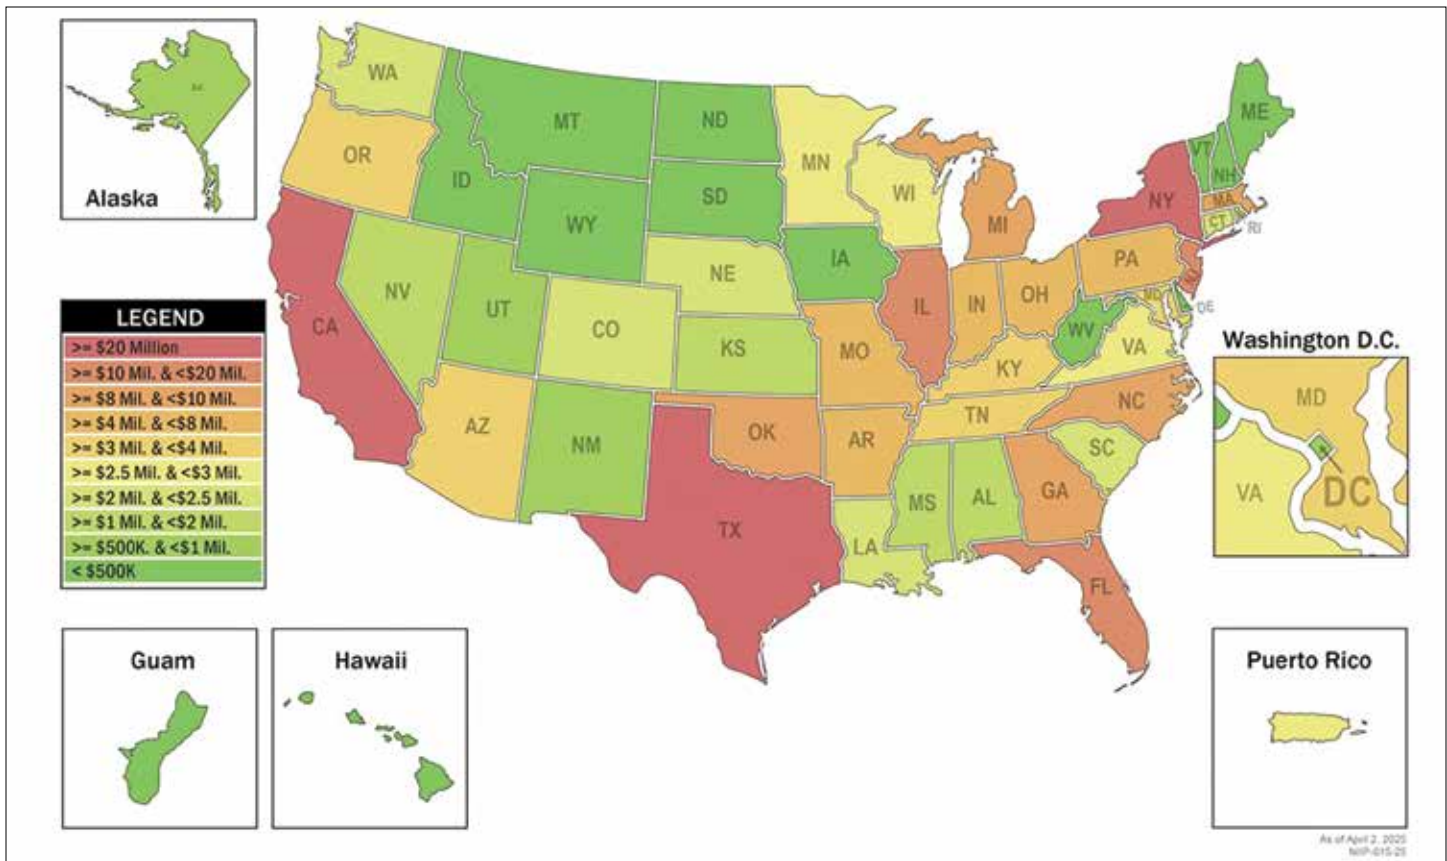 AK
Alaska
WA
OR
CA
NV
ID
MT
WY
UT
AZ
CO
NM
ND
SD
NE
KS
OK
TX
MN
IA
MO
AR
LA
WI
IL
MI
IN
OH
KY
TN
MS
AL
GA
FL
SC
NC
VA
WV
PA
NY
VT
NH
ME
MA
CT
RI
NJ
DE
MD
LEGEND
>= $20 Million
>= $10 Mil. & <$20 Mil.
>= $8 Mil. & <$10 Mil.
>= $4 Mil. & <$8 Mil.
>= $3 Mil. & <$4 Mil.
>= $2.5 Mil. & <$3 Mil.
>= $2 Mil. & <$2.5 Mil.
>= $1 Mil. & <$2 Mil.
>= $500K. & <$1 Mil.
< $500K
Washington D.C.
MD
VA
DC
Guam
Hawaii
Puerto Rico
As of April 2, 2025
NIIP-015-25